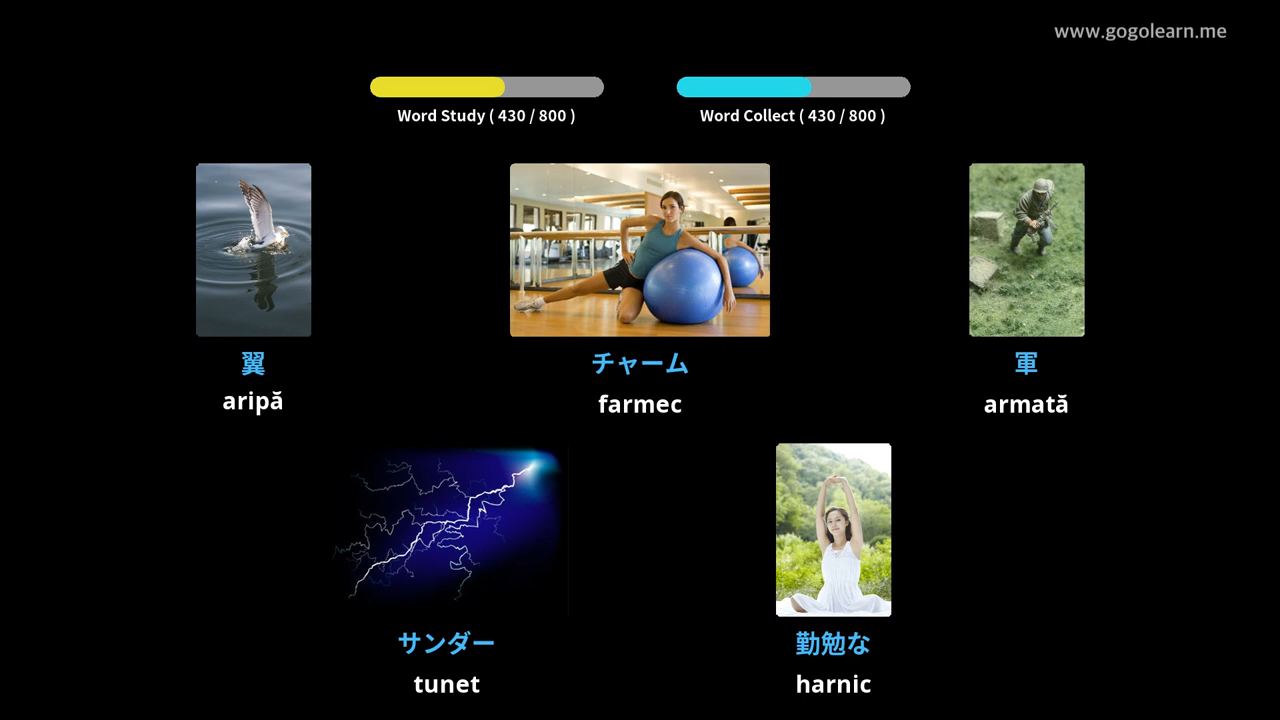 www.gogolearn.me
Word Study ( 430 / 800 )
Word Collect ( 430 / 800 )
翼
チャーム
軍
aripă
farmec
armată
サンダー
勤勉な
tunet
harnic